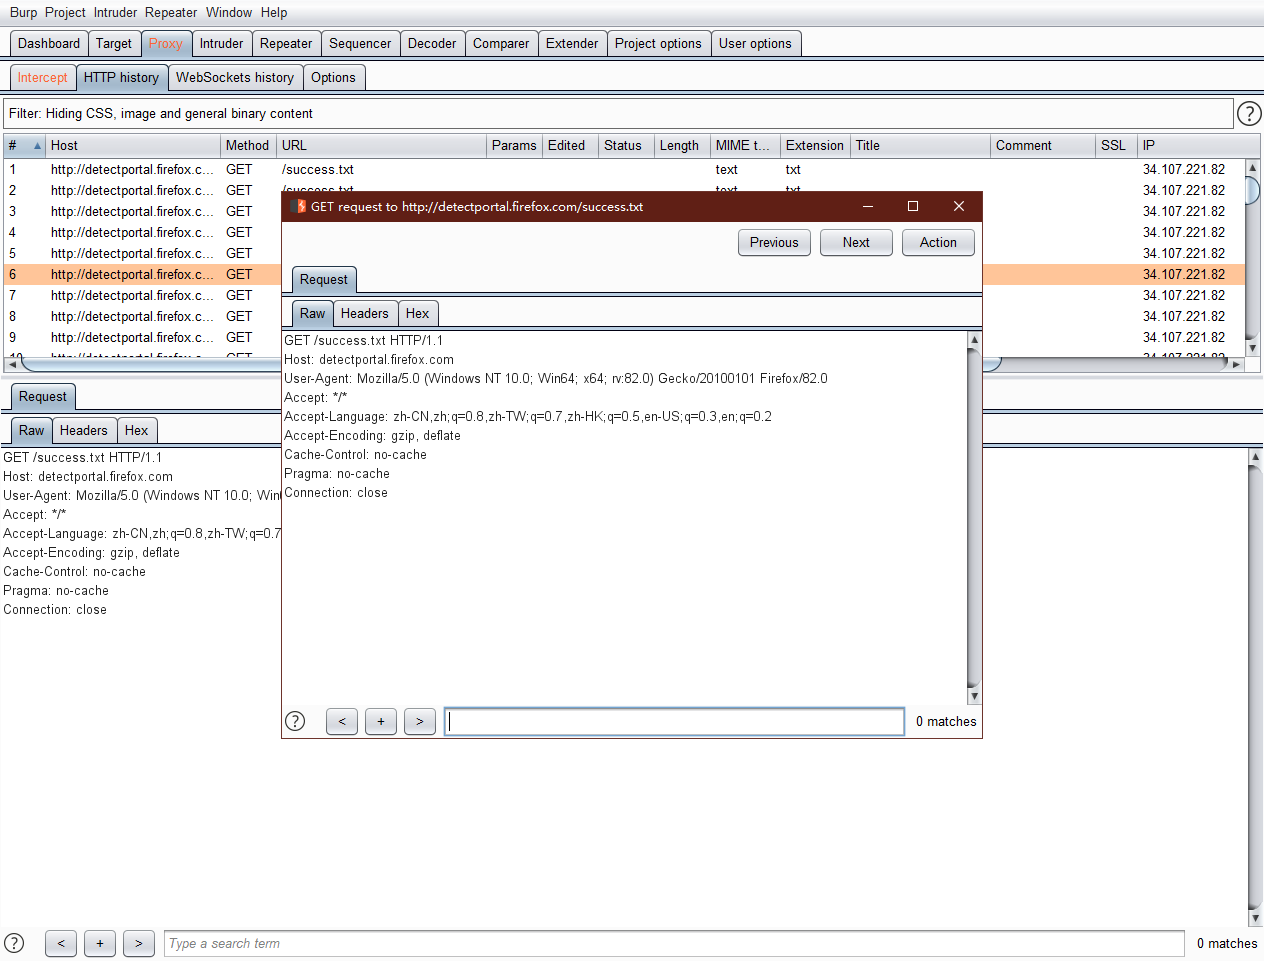 Burp Project Intruder Repeater Window Help
Dashboard Target Proxy Intruder Repeater Sequencer Decoder Comparer Extender Project options User options
Intercept HTTP history WebSockets history Options
Filter: Hiding CSS, image and general binary content
# Host Method URL Params Edited Status Length MIME t... Extension Title Comment SSL IP
1 http://detectportal.firefox.c... GET /success.txt text txt 34.107.221.82
2 http://detectportal.firefox.c... GET /success.txt text txt 34.107.221.82
3 http://detectportal.firefox.c... GET 34.107.221.82
4 http://detectportal.firefox.c... GET 34.107.221.82
5 http://detectportal.firefox.c... GET 34.107.221.82
6 http://detectportal.firefox.c... GET 34.107.221.82
7 http://detectportal.firefox.c... GET 34.107.221.82
8 http://detectportal.firefox.c... GET 34.107.221.82
9 http://detectportal.firefox.c... GET 34.107.221.82
10 http://detectportal.firefox.c... GET 34.107.221.82
Request
Raw Headers Hex
GET /success.txt HTTP/1.1
Host: detectportal.firefox.com
User-Agent: Mozilla/5.0 (Windows NT 10.0; Win
Accept: */*
Accept-Language: zh-CN,zh;q=0.8,zh-TW;q=0.7
Accept-Encoding: gzip, deflate
Cache-Control: no-cache
Pragma: no-cache
Connection: close
? < + > Type a search term 0 matches
GET request to http://detectportal.firefox.com/success.txt
Previous Next Action
Request
Raw Headers Hex
GET /success.txt HTTP/1.1
Host: detectportal.firefox.com
User-Agent: Mozilla/5.0 (Windows NT 10.0; Win64; x64; rv:82.0) Gecko/20100101 Firefox/82.0
Accept: */*
Accept-Language: zh-CN,zh;q=0.8,zh-TW;q=0.7,zh-HK;q=0.5,en-US;q=0.3,en;q=0.2
Accept-Encoding: gzip, deflate
Cache-Control: no-cache
Pragma: no-cache
Connection: close
? < + > 0 matches